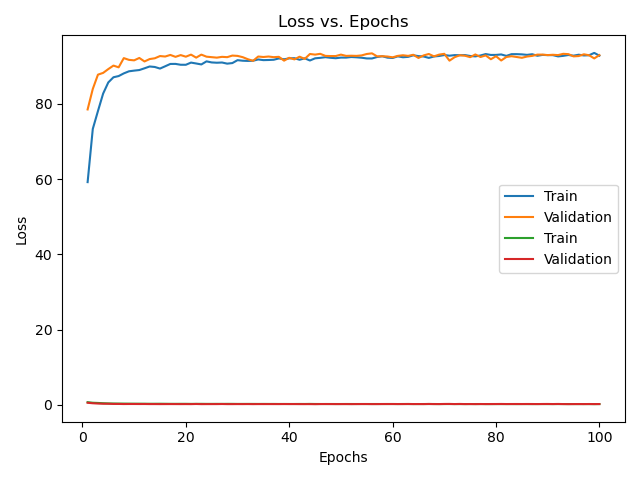 Loss vs. Epochs
80
60
40
20
0
Loss
Train
Validation
Train
Validation
0 20 40 60 80 100
Epochs